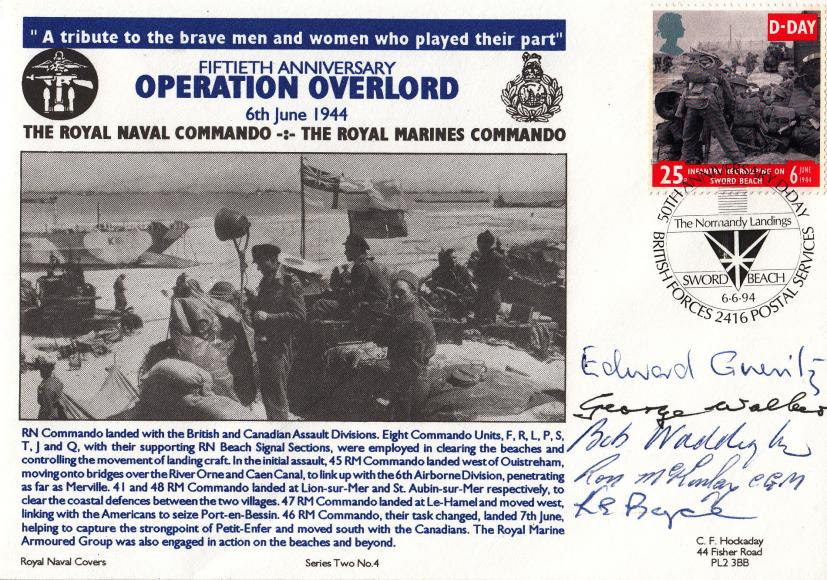 " A tribute to the brave men and women who played their part"
FIFTIETH ANNIVERSARY
OPERATION OVERLORD
6th June 1944
THE ROYAL NAVAL COMMANDO -:- THE ROYAL MARINES COMMANDO
D-DAY
25
INFANTRY REGROUPING ON
SWORD BEACH
6 JUNE
1944
50TH ANNIVERSARY D-DAY
The Normandy Landings
SWORD BEACH
6·6·94
BRITISH FORCES 2416 POSTAL SERVICES
Edward Gueritz
George Walker
Bob
Ron CGM
RN Commando landed with the British and Canadian Assault Divisions. Eight Commando Units, F, R, L, P, S,
T, J and Q, with their supporting RN Beach Signal Sections, were employed in clearing the beaches and
controlling the movement of landing craft. In the initial assault, 45 RM Commando landed west of Ouistreham,
moving onto bridges over the River Orne and Caen Canal, to link up with the 6th Airborne Division, penetrating
as far as Merville. 41 and 48 RM Commando landed at Lion-sur-Mer and St. Aubin-sur-Mer respectively, to
clear the coastal defences between the two villages. 47 RM Commando landed at Le-Hamel and moved west,
linking with the Americans to seize Port-en-Bessin. 46 RM Commando, their task changed, landed 7th June,
helping to capture the strongpoint of Petit-Enfer and moved south with the Canadians. The Royal Marine
Armoured Group was also engaged in action on the beaches and beyond.
Royal Naval Covers
Series Two No.4
C. F. Hockaday
44 Fisher Road
PL2 3BB